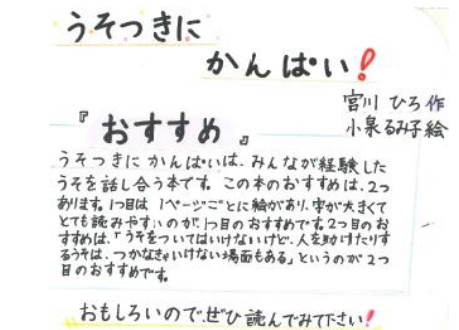 うそつきに
かんぱい!
宮川 ひろ 作
小泉るみ子 絵
『おすすめ』
うそつきにかんぱいは、みんなが経験した
うそを話し合う本です。この本のおすすめは、2つ
あります。1つ目は 1ページごとに絵があり、字が大きくて
とても読みやすいのが、1つ目のおすすめです。2つ目のお
すすめは、「うそをついてはいけないけど、人を助けたりす
るうそは、つかなきゃいけない場面もある」というのが2つ
目のおすすめです。
おもしろいので、ぜひ読んでみて下さい!